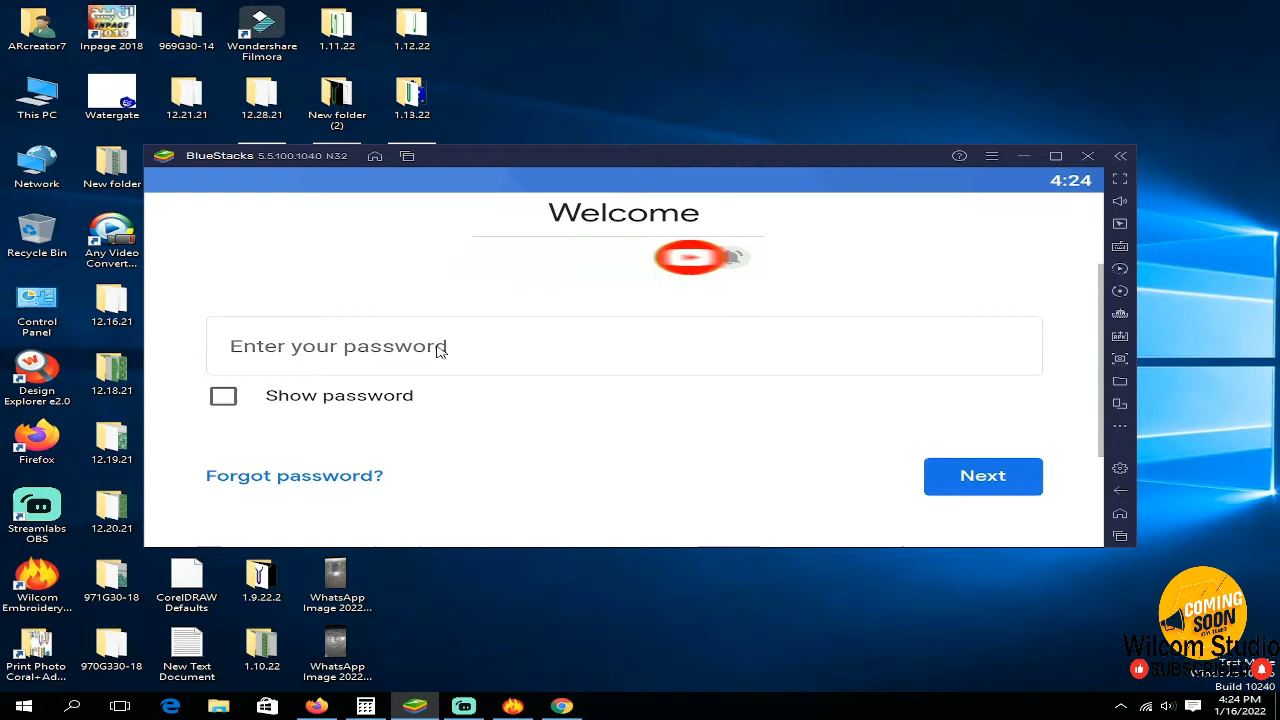 ARcreator7
Inpage 2018
969G30-14
Wondershare
Filmora
1.11.22
1.12.22
This PC
Watergate
12.21.21
12.28.21
New folder
(2)
1.13.22
BlueStacks 5.5.100.1040 N32
4:24
Network
New folder
Welcome
Recycle Bin
Any Video
Convert...
Enter your password
Show password
Forgot password?
Next
Control
Panel
12.16.21
Design
Explorer e2.0
12.18.21
Firefox
12.19.21
Streamlabs
OBS
12.20.21
Wilcom
Embroidery...
971G30-18
CorelDRAW
Defaults
1.9.22.2
WhatsApp
Image 2022...
Print Photo
Coral+Ad...
970G330-18
New Text
Document
1.10.22
WhatsApp
Image 2022...
COMING
SOON
Wilcom Studio
SUBSCRIBE
Build 10240
4:24 PM
1/16/2022